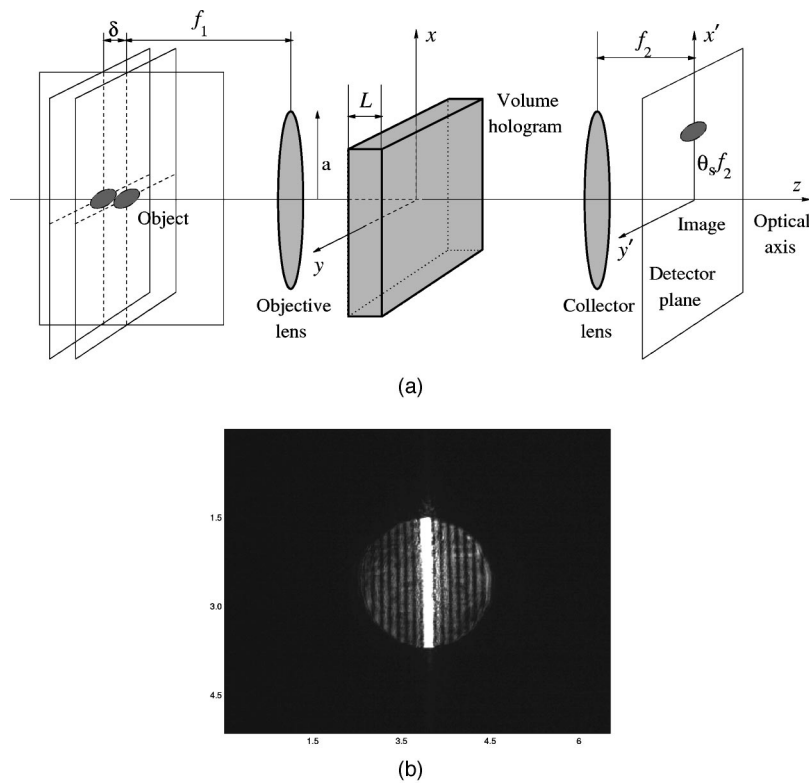 δ
f₁
x
L
Volume
hologram
a
Object
y
Objective
lens
f₂
x′
θₛf₂
z
Image
Optical
axis
y′
Detector
plane
Collector
lens
(a)
1.5
3.0
4.5
1.5 3.5 4.5 6
(b)